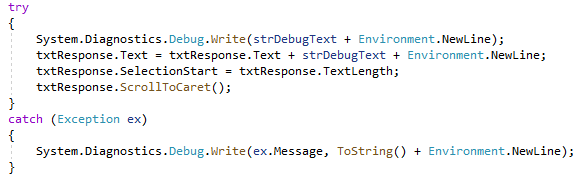 try
{
System.Diagnostics.Debug.Write(strDebugText + Environment.NewLine);
txtResponse.Text = txtResponse.Text + strDebugText + Environment.NewLine;
txtResponse.SelectionStart = txtResponse.TextLength;
txtResponse.ScrollToCaret();
}
catch (Exception ex)
{
System.Diagnostics.Debug.Write(ex.Message, ToString() + Environment.NewLine);
}